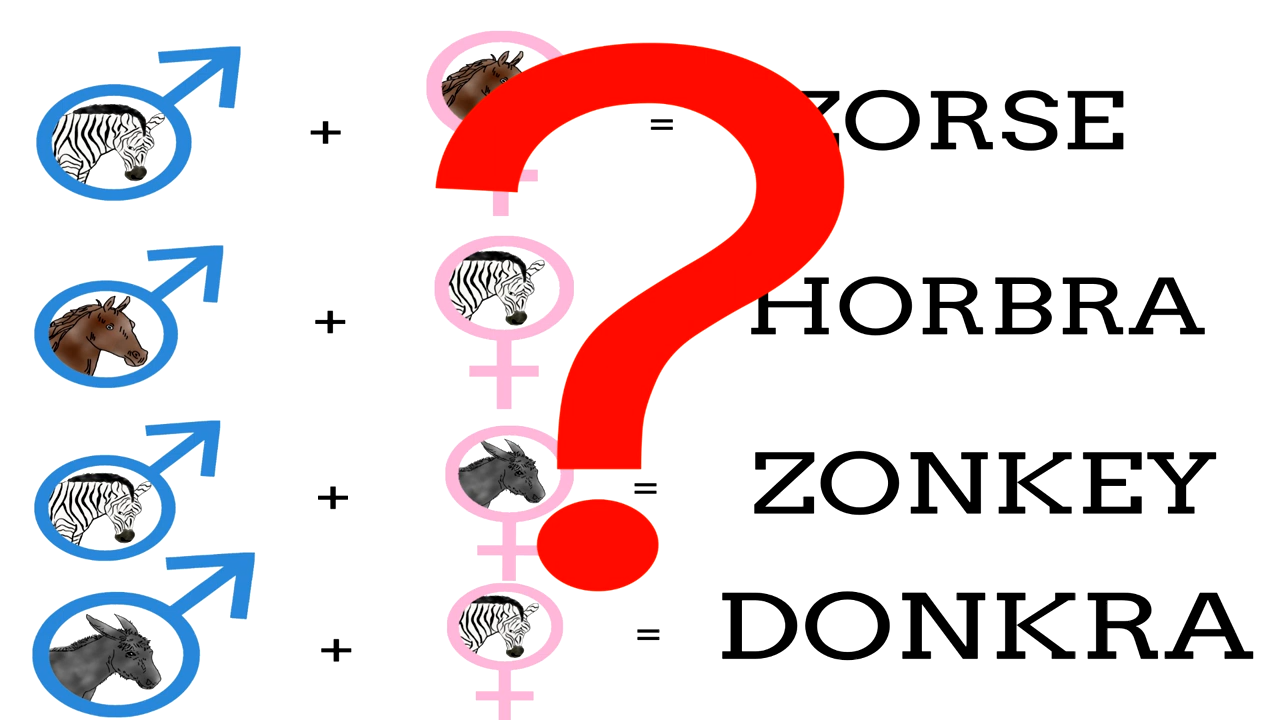 + = ZORSE
+ HORBRA
+ = ZONKEY
+ = DONKRA
?